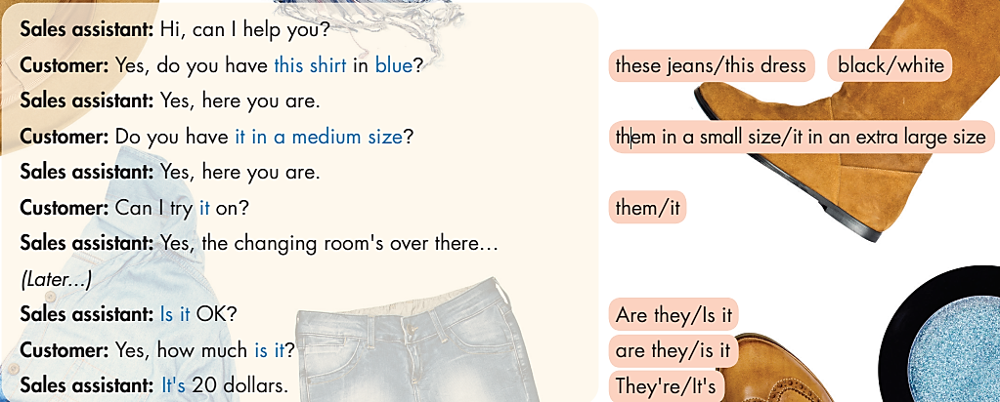 Sales assistant: Hi, can I help you?
Customer: Yes, do you have this shirt in blue?
these jeans/this dress
black/white
Sales assistant: Yes, here you are.
Customer: Do you have it in a medium size?
them in a small size/it in an extra large size
Sales assistant: Yes, here you are.
Customer: Can I try it on?
them/it
Sales assistant: Yes, the changing room's over there...
(Later...)
Sales assistant: Is it OK?
Are they/Is it
Customer: Yes, how much is it?
are they/is it
Sales assistant: It's 20 dollars.
They're/It's